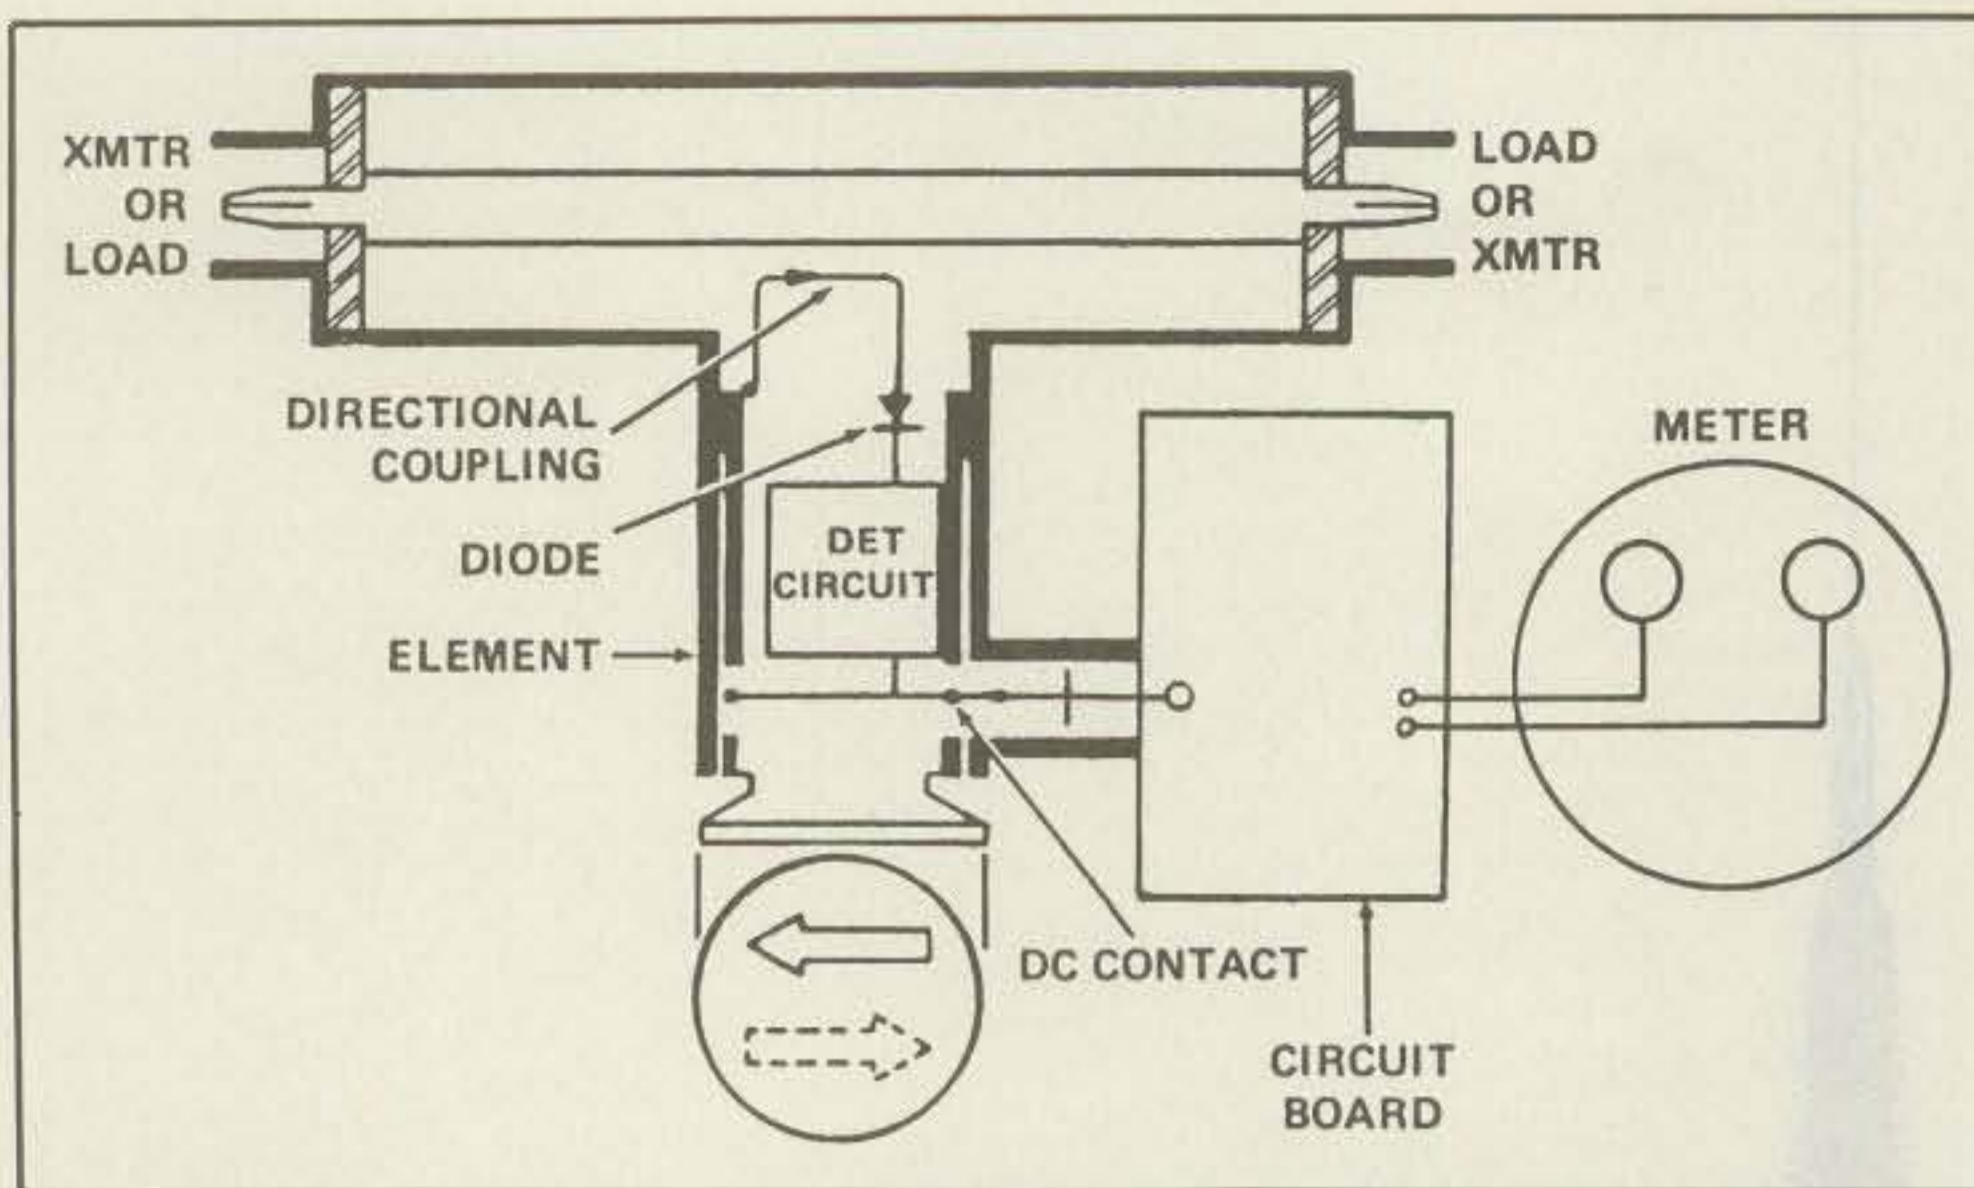 XMTR
OR
LOAD
LOAD
OR
XMTR
DIRECTIONAL
COUPLING
DIODE
ELEMENT
DET
CIRCUIT
METER
DC CONTACT
CIRCUIT
BOARD